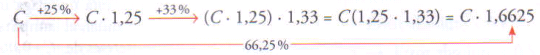 C +25% → C · 1,25 +33% → (C · 1,25) · 1,33 = C(1,25 · 1,33) = C · 1,6625
66,25%